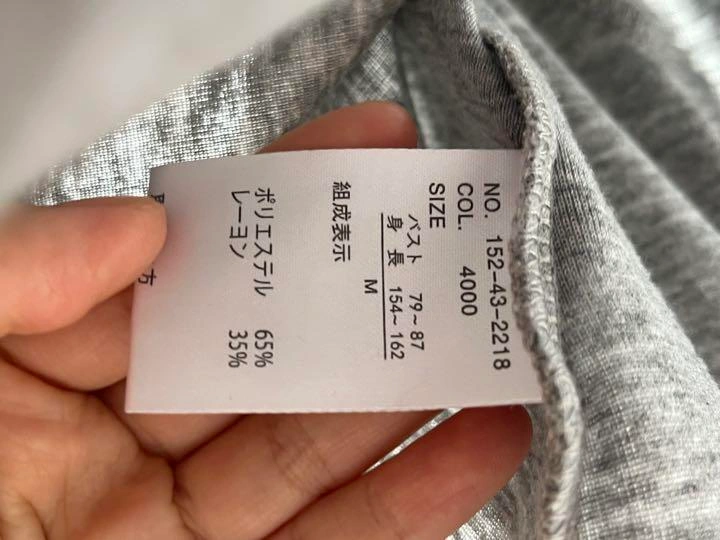 NO. 152-43-2218
COL. 4000
SIZE
バスト 79~87
身長 154~162
M
組成表示
ポリエステル 65%
レーヨン 35%
方